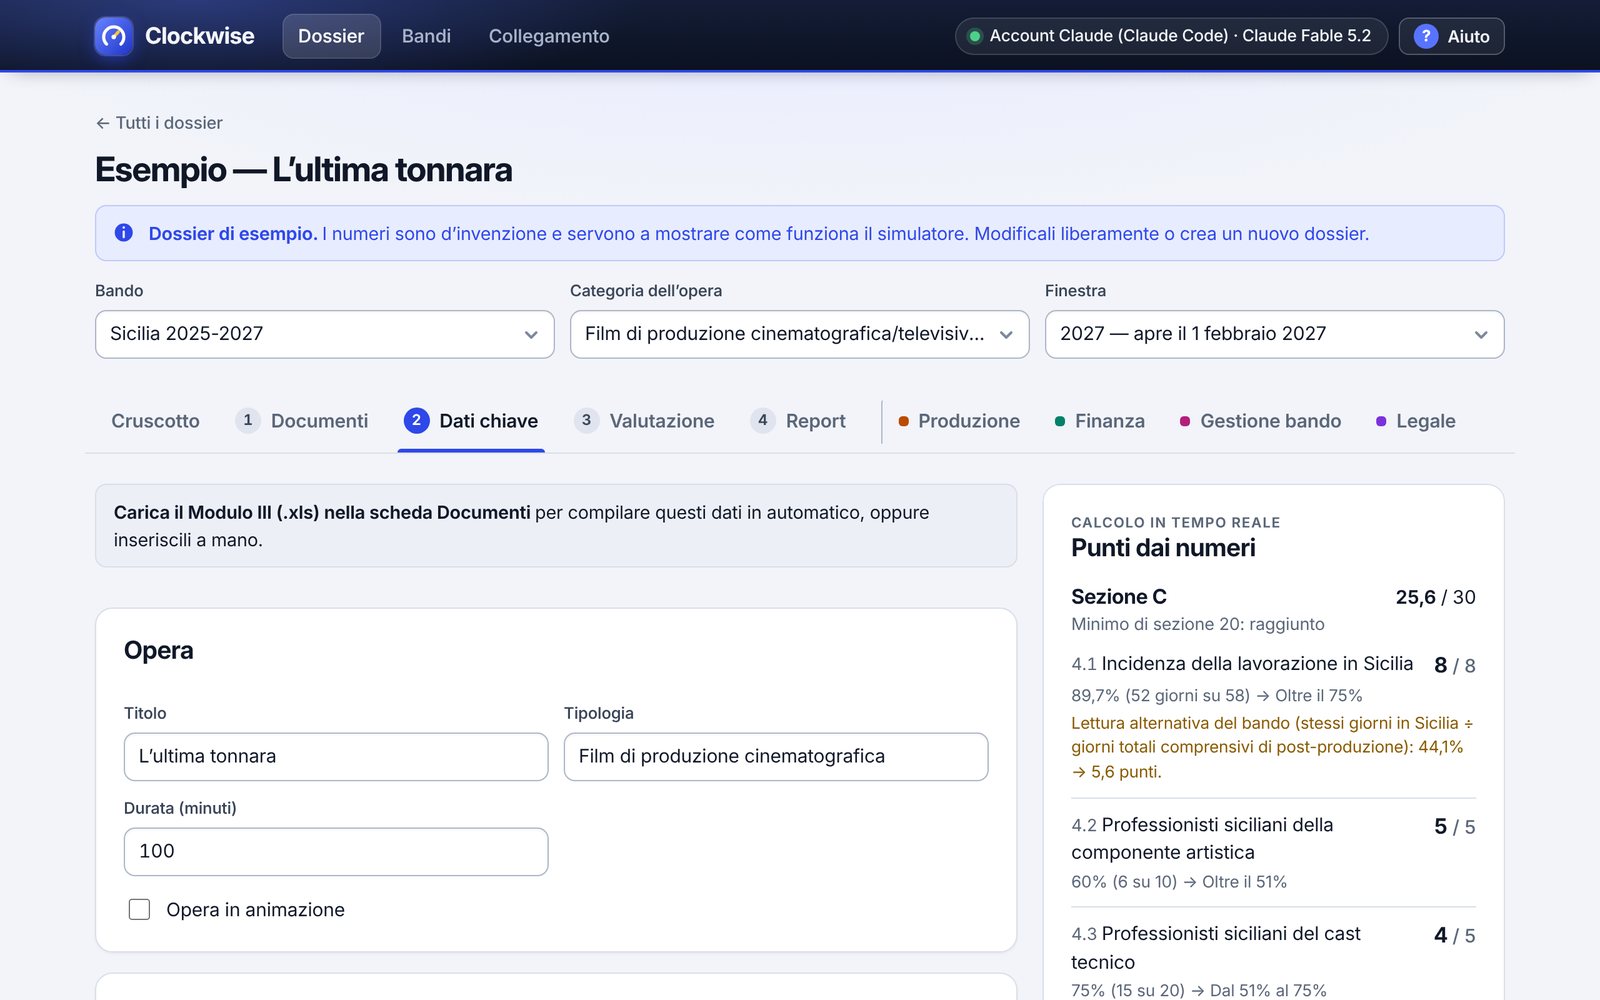 Clockwise
Dossier
Bandi
Collegamento
Account Claude (Claude Code) · Claude Fable 5.2
? Aiuto
← Tutti i dossier
Esempio — L’ultima tonnara
Dossier di esempio. I numeri sono d’invenzione e servono a mostrare come funziona il simulatore. Modificali liberamente o crea un nuovo dossier.
Bando
Categoria dell’opera
Finestra
Sicilia 2025-2027
Film di produzione cinematografica/televisiv…
2027 — apre il 1 febbraio 2027
Cruscotto
1 Documenti
2 Dati chiave
3 Valutazione
4 Report
Produzione
Finanza
Gestione bando
Legale
Carica il Modulo III (.xls) nella scheda Documenti per compilare questi dati in automatico, oppure
inseriscili a mano.
Opera
Titolo
Tipologia
L’ultima tonnara
Film di produzione cinematografica
Durata (minuti)
100
Opera in animazione
CALCOLO IN TEMPO REALE
Punti dai numeri
Sezione C 25,6 / 30
Minimo di sezione 20: raggiunto
4.1 Incidenza della lavorazione in Sicilia 8 / 8
89,7% (52 giorni su 58) → Oltre il 75%
Lettura alternativa del bando (stessi giorni in Sicilia ÷
giorni totali comprensivi di post-produzione): 44,1%
→ 5,6 punti.
4.2 Professionisti siciliani della 5 / 5
componente artistica
60% (6 su 10) → Oltre il 51%
4.3 Professionisti siciliani del cast 4 / 5
tecnico
75% (15 su 20) → Dal 51% al 75%